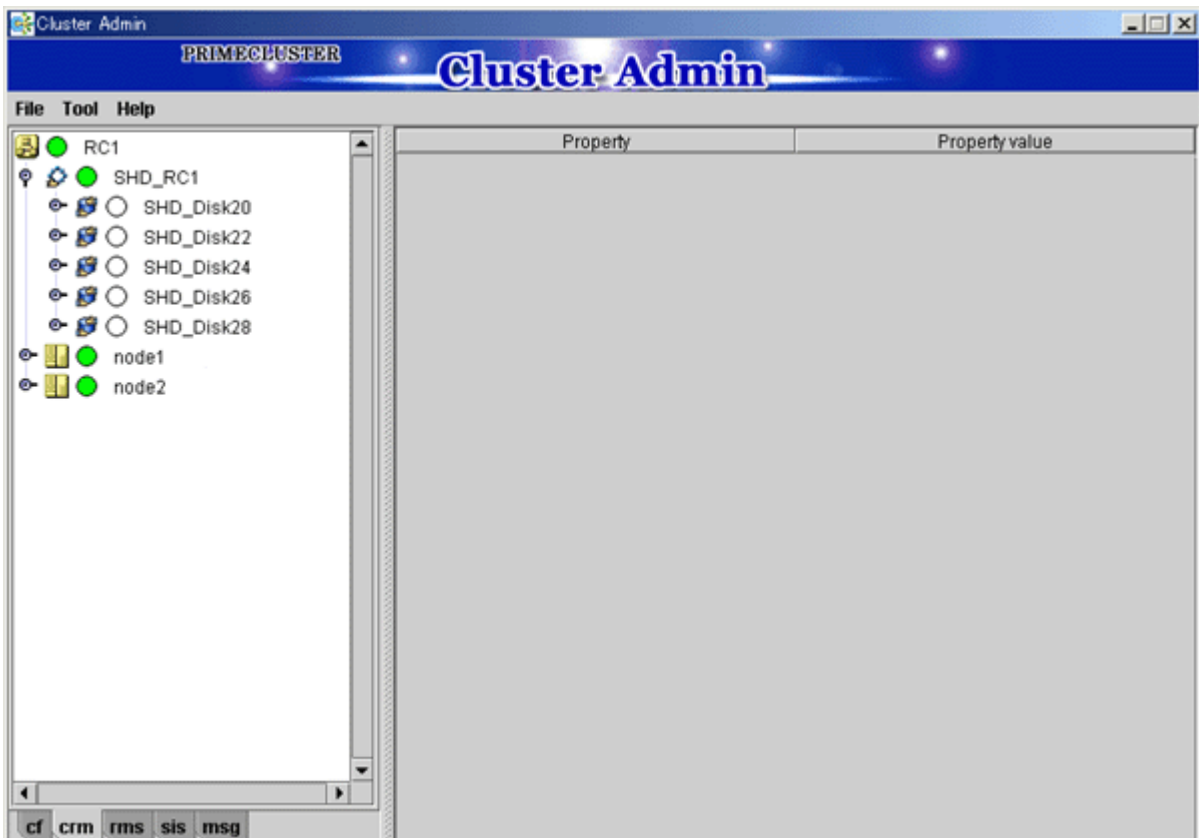 Cluster Admin
PRIMECLUSTER
Cluster Admin
File Tool Help
RC1
SHD_RC1
SHD_Disk20
SHD_Disk22
SHD_Disk24
SHD_Disk26
SHD_Disk28
node1
node2
cf crm rms sis msg
Property Property value